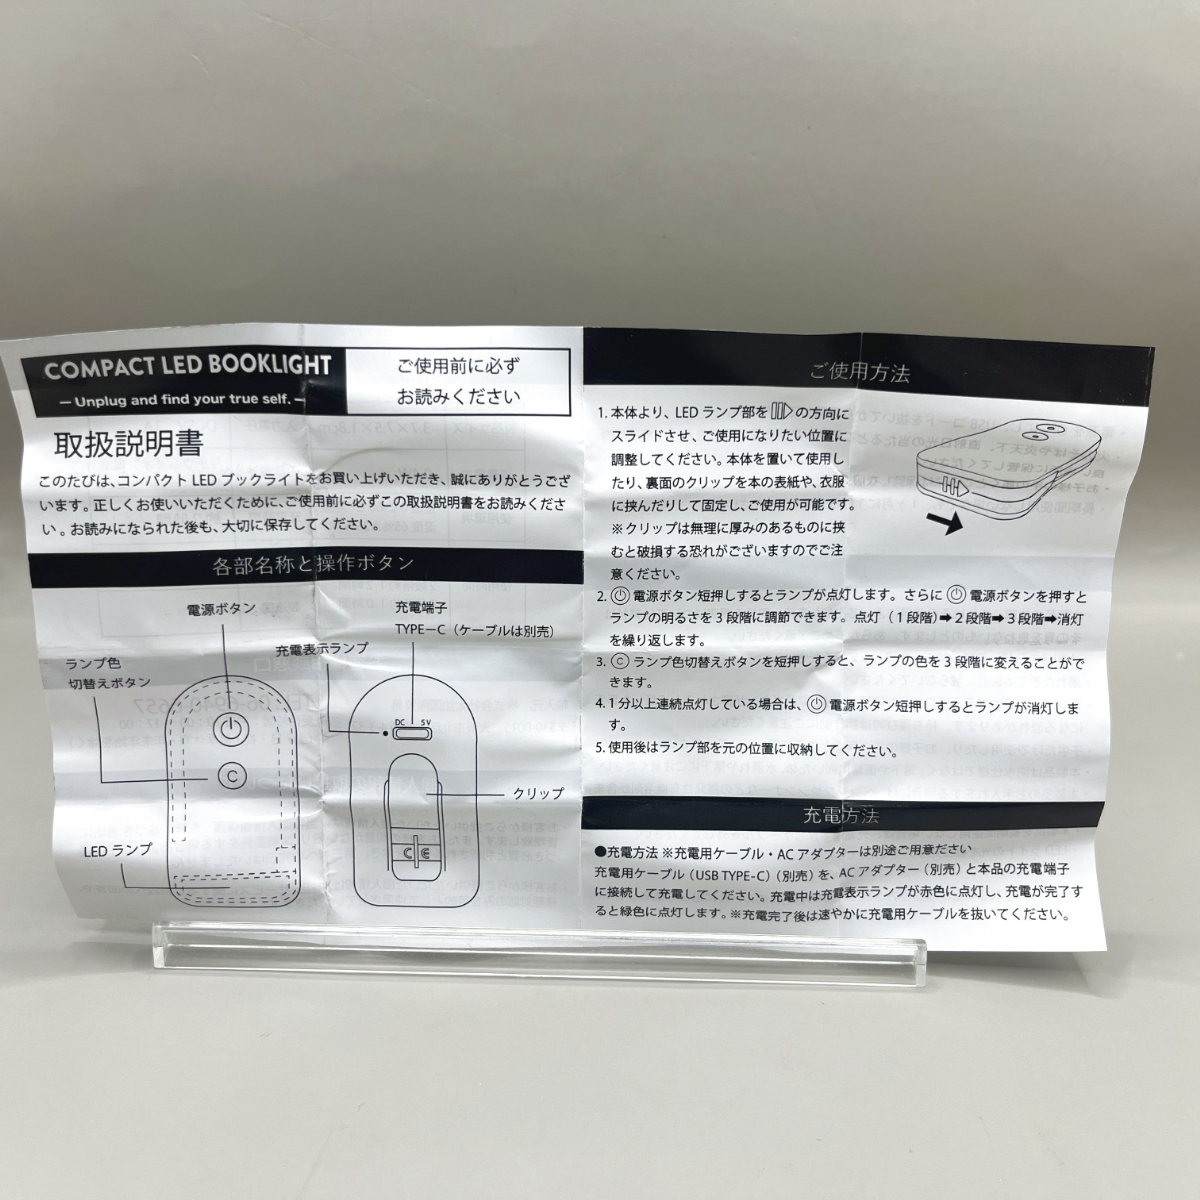 COMPACT LED BOOKLIGHT
— Unplug and find your true self. —
ご使用前に必ず
お読みください
取扱説明書
このたびは、コンパクト LED ブックライトをお買い上げいただき、誠にありがとうござ
います。正しくお使いいただくために、ご使用前に必ずこの取扱説明書をお読みくださ
い 。お読みになられた後も、大切に保存してください。
各部名称と操作ボタン
電源ボタン
充電端子
TYPE－C（ケーブルは別売）
充電表示ランプ
ランプ色
切替えボタン
DC 5V
C
クリップ
LED ランプ
CE
ご使用方法
1. 本体より、LED ランプ部を の方向に
スライドさせ、ご使用になりたい位置に
調整してください。本体を置いて使用し
たり、裏面のクリップを本の表紙や、衣服
に挟んだりして固定し、ご使用が可能です。
※クリップは無理に厚みのあるものに挟
むと破損する恐れがございますのでご注
意ください。
2. ⏻ 電源ボタン短押しするとランプが点灯します。さらに ⏻ 電源ボタンを押すと
ランプの明るさを 3 段階に調節できます。点灯（1 段階）➡ 2 段階➡ 3 段階➡消灯
を繰り返します。
3. Ⓒ ランプ色切替えボタンを短押しすると、ランプの色を 3 段階に変えることがで
きます。
4. 1 分以上連続点灯している場合は、⏻ 電源ボタン短押しするとランプが消灯しま
す。
5. 使用後はランプ部を元の位置に収納してください。
充電方法
●充電方法 ※充電用ケーブル・AC アダプターは別途ご用意ください
充電用ケーブル（USB TYPE-C）（別売）を、AC アダプター（別売）と本品の充電端子
に接続して充電してください。充電中は充電表示ランプが赤色に点灯し、充電が完了す
ると緑色に点灯します。※充電完了後は速やかに充電用ケーブルを抜いてください。